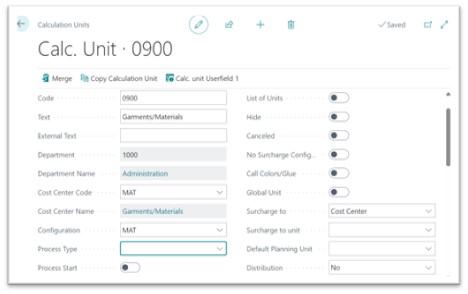 Calculation Units
Saved
Calc. Unit · 0900
Merge Copy Calculation Unit Calc. unit Userfield 1
Code 0900
Text Garments/Materials
External Text
Department 1000
Department Name Administration
Cost Center Code MAT
Cost Center Name Garments/Materials
Configuration MAT
Process Type
Process Start
List of Units
Hide
Canceled
No Surcharge Config...
Call Colors/Glue
Global Unit
Surcharge to Cost Center
Surcharge to unit
Default Planning Unit
Distribution No